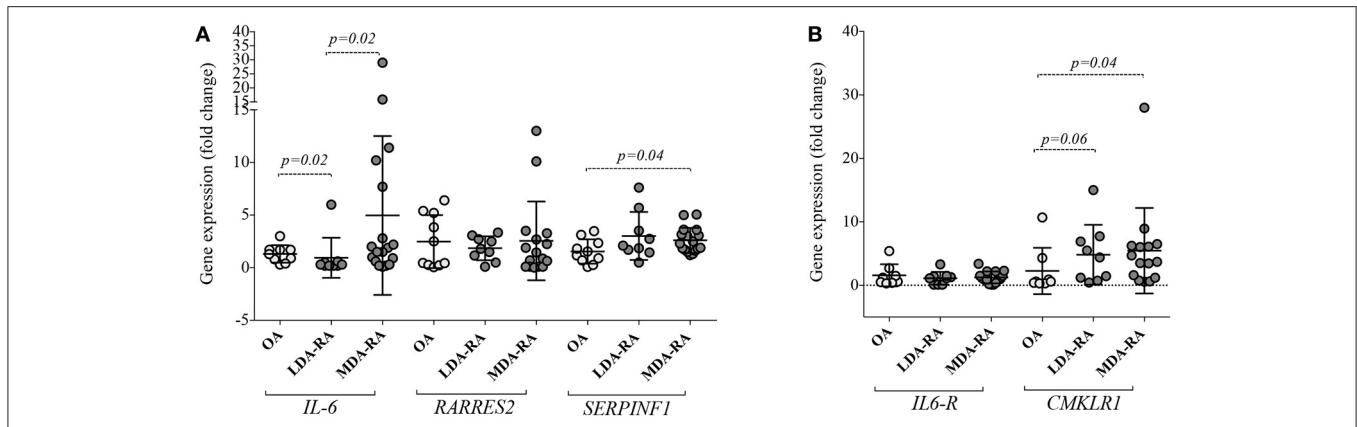 A
Gene expression (fold change)
40
35
30
25
20
15
15
10
5
0
-5
p=0.02
p=0.02
p=0.04
OA
LDA-RA
MDA-RA
OA
LDA-RA
MDA-RA
OA
LDA-RA
MDA-RA
IL-6
RARRES2
SERPINF1
B
Gene expression (fold change)
40
30
20
10
0
p=0.04
p=0.06
OA
LDA-RA
MDA-RA
OA
LDA-RA
MDA-RA
IL6-R
CMKLR1